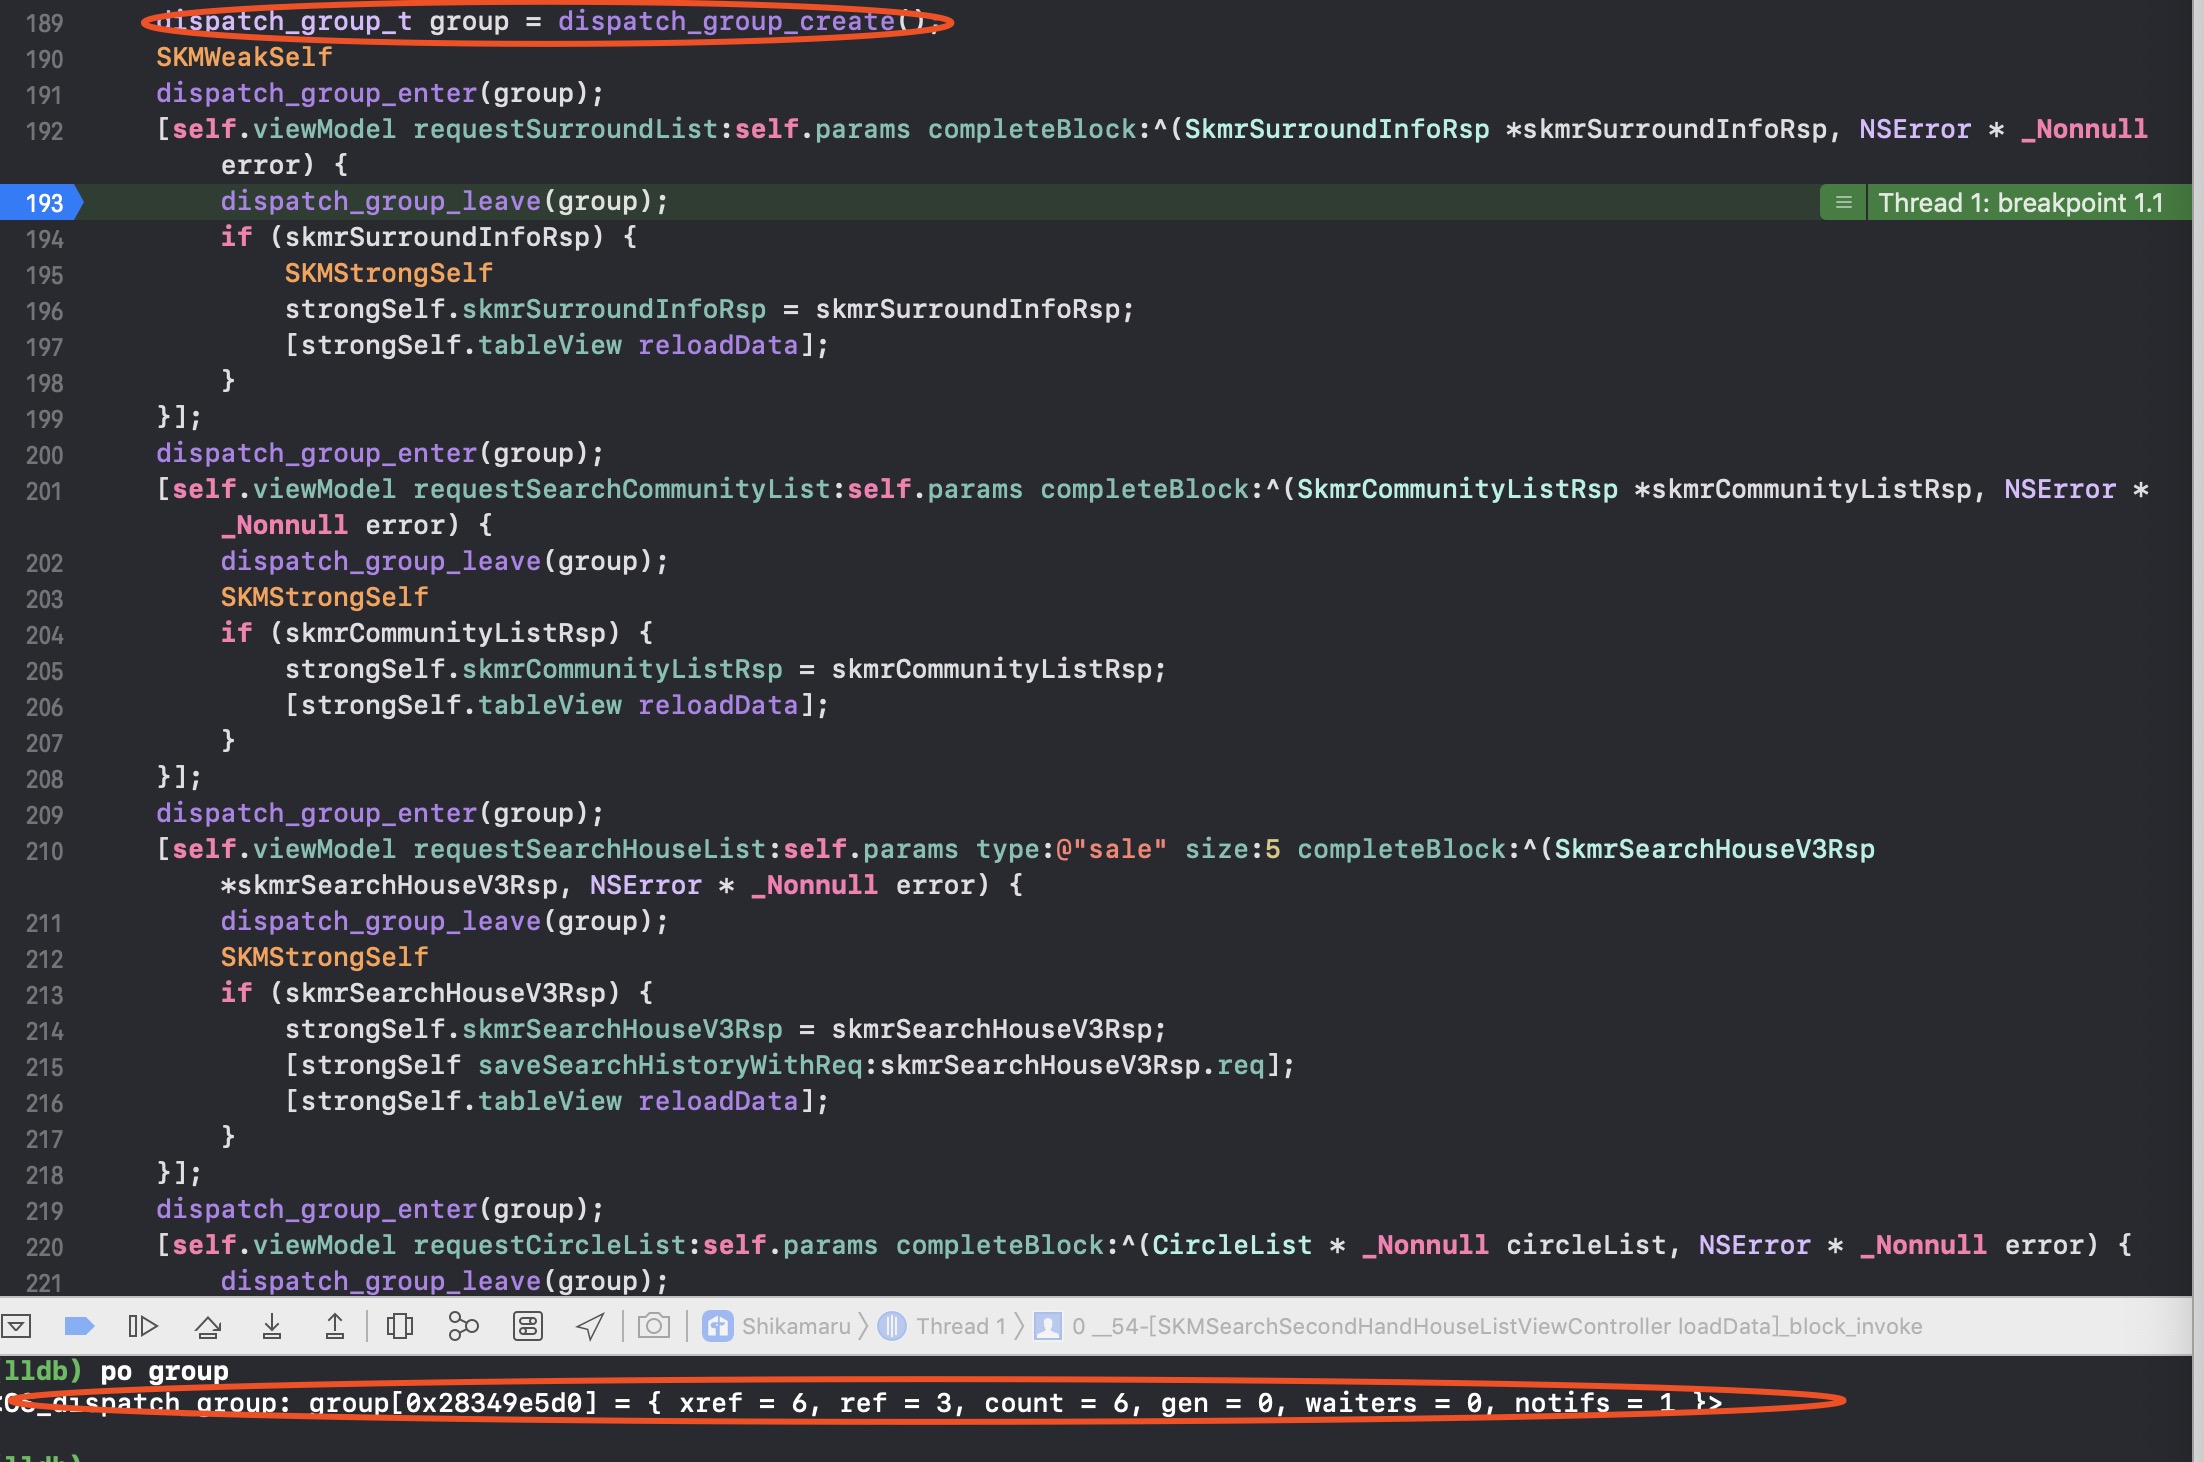 189 dispatch_group_t group = dispatch_group_create();
190 SKMWeakSelf
191 dispatch_group_enter(group);
192 [self.viewModel requestSurroundList:self.params completeBlock:^(SkmrSurroundInfoRsp *skmrSurroundInfoRsp, NSError * _Nonnull
error) {
193 dispatch_group_leave(group); Thread 1: breakpoint 1.1
194 if (skmrSurroundInfoRsp) {
195 SKMStrongSelf
196 strongSelf.skmrSurroundInfoRsp = skmrSurroundInfoRsp;
197 [strongSelf.tableView reloadData];
198 }
199 }];
200 dispatch_group_enter(group);
201 [self.viewModel requestSearchCommunityList:self.params completeBlock:^(SkmrCommunityListRsp *skmrCommunityListRsp, NSError *
_Nonnull error) {
202 dispatch_group_leave(group);
203 SKMStrongSelf
204 if (skmrCommunityListRsp) {
205 strongSelf.skmrCommunityListRsp = skmrCommunityListRsp;
206 [strongSelf.tableView reloadData];
207 }
208 }];
209 dispatch_group_enter(group);
210 [self.viewModel requestSearchHouseList:self.params type:@"sale" size:5 completeBlock:^(SkmrSearchHouseV3Rsp
*skmrSearchHouseV3Rsp, NSError * _Nonnull error) {
211 dispatch_group_leave(group);
212 SKMStrongSelf
213 if (skmrSearchHouseV3Rsp) {
214 strongSelf.skmrSearchHouseV3Rsp = skmrSearchHouseV3Rsp;
215 [strongSelf saveSearchHistoryWithReq:skmrSearchHouseV3Rsp.req];
216 [strongSelf.tableView reloadData];
217 }
218 }];
219 dispatch_group_enter(group);
220 [self.viewModel requestCircleList:self.params completeBlock:^(CircleList * _Nonnull circleList, NSError * _Nonnull error) {
221 dispatch_group_leave(group);
Shikamaru Thread 1 0 __54-[SKMSearchSecondHandHouseListViewController loadData]_block_invoke
lldb) po group
OS_dispatch_group: group[0x28349e5d0] = { xref = 6, ref = 3, count = 6, gen = 0, waiters = 0, notifs = 1 }>
lldb)